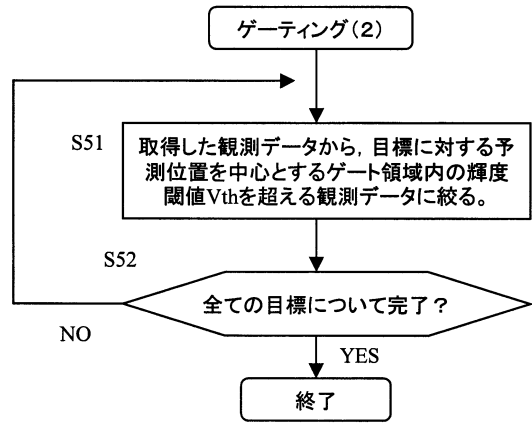 ゲーティング(2)
S51
取得した観測データから,目標に対する予
測位置を中心とするゲート領域内の輝度
閾値Vthを超える観測データに絞る。
S52
全ての目標について完了?
NO
YES
終了